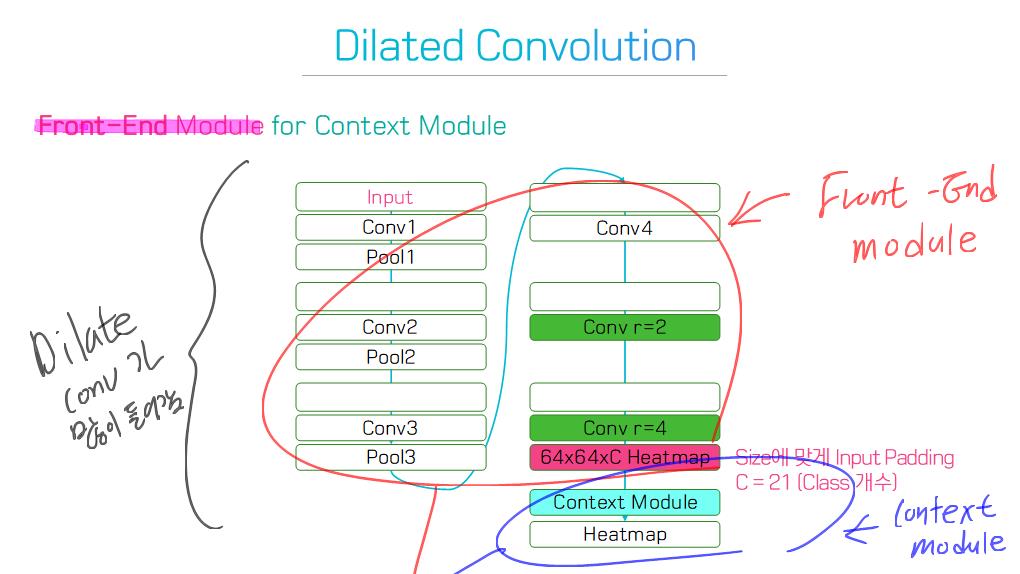 Dilated Convolution
Front-End Module for Context Module
Input
Conv1
Pool1
Conv2
Pool2
Conv3
Pool3
Conv4
Conv r=2
Conv r=4
64x64xC Heatmap
Context Module
Heatmap
Size에 맞게 Input Padding
C = 21 (Class 개수)
Front-End
module
Context
module
Dilate
Conv 가
많이 들어감